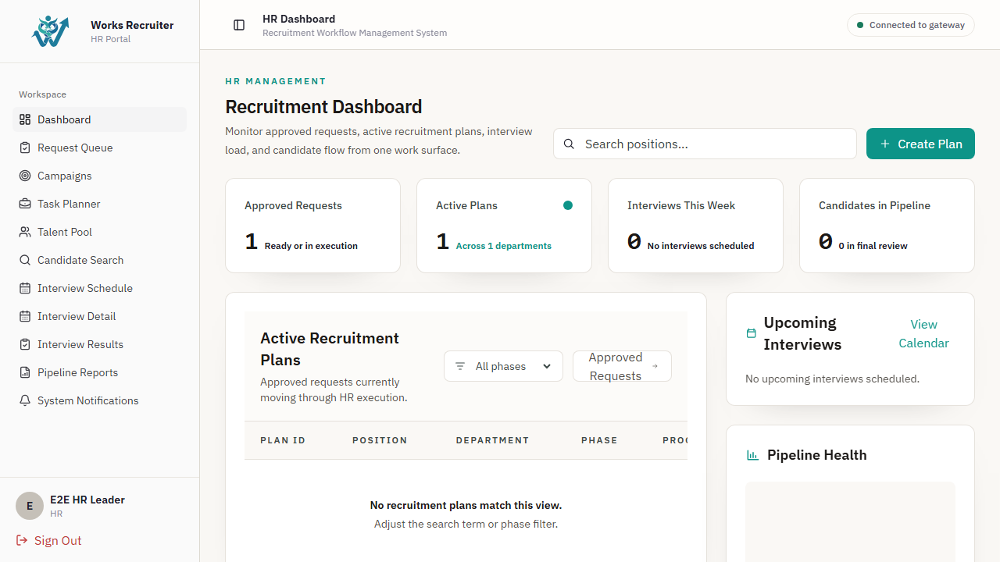 Works Recruiter
HR Portal
Workspace
Dashboard
Request Queue
Campaigns
Task Planner
Talent Pool
Candidate Search
Interview Schedule
Interview Detail
Interview Results
Pipeline Reports
System Notifications
E
E2E HR Leader
HR
Sign Out
HR Dashboard
Recruitment Workflow Management System
Connected to gateway
HR MANAGEMENT
Recruitment Dashboard
Monitor approved requests, active recruitment plans, interview
load, and candidate flow from one work surface.
Search positions...
Create Plan
Approved Requests
1 Ready or in execution
Active Plans
1 Across 1 departments
Interviews This Week
0 No interviews scheduled
Candidates in Pipeline
0 0 in final review
Active Recruitment
Plans
Approved requests currently
moving through HR execution.
All phases
Approved
Requests
PLAN ID POSITION DEPARTMENT PHASE
No recruitment plans match this view.
Adjust the search term or phase filter.
Upcoming
Interviews
View
Calendar
No upcoming interviews scheduled.
Pipeline Health